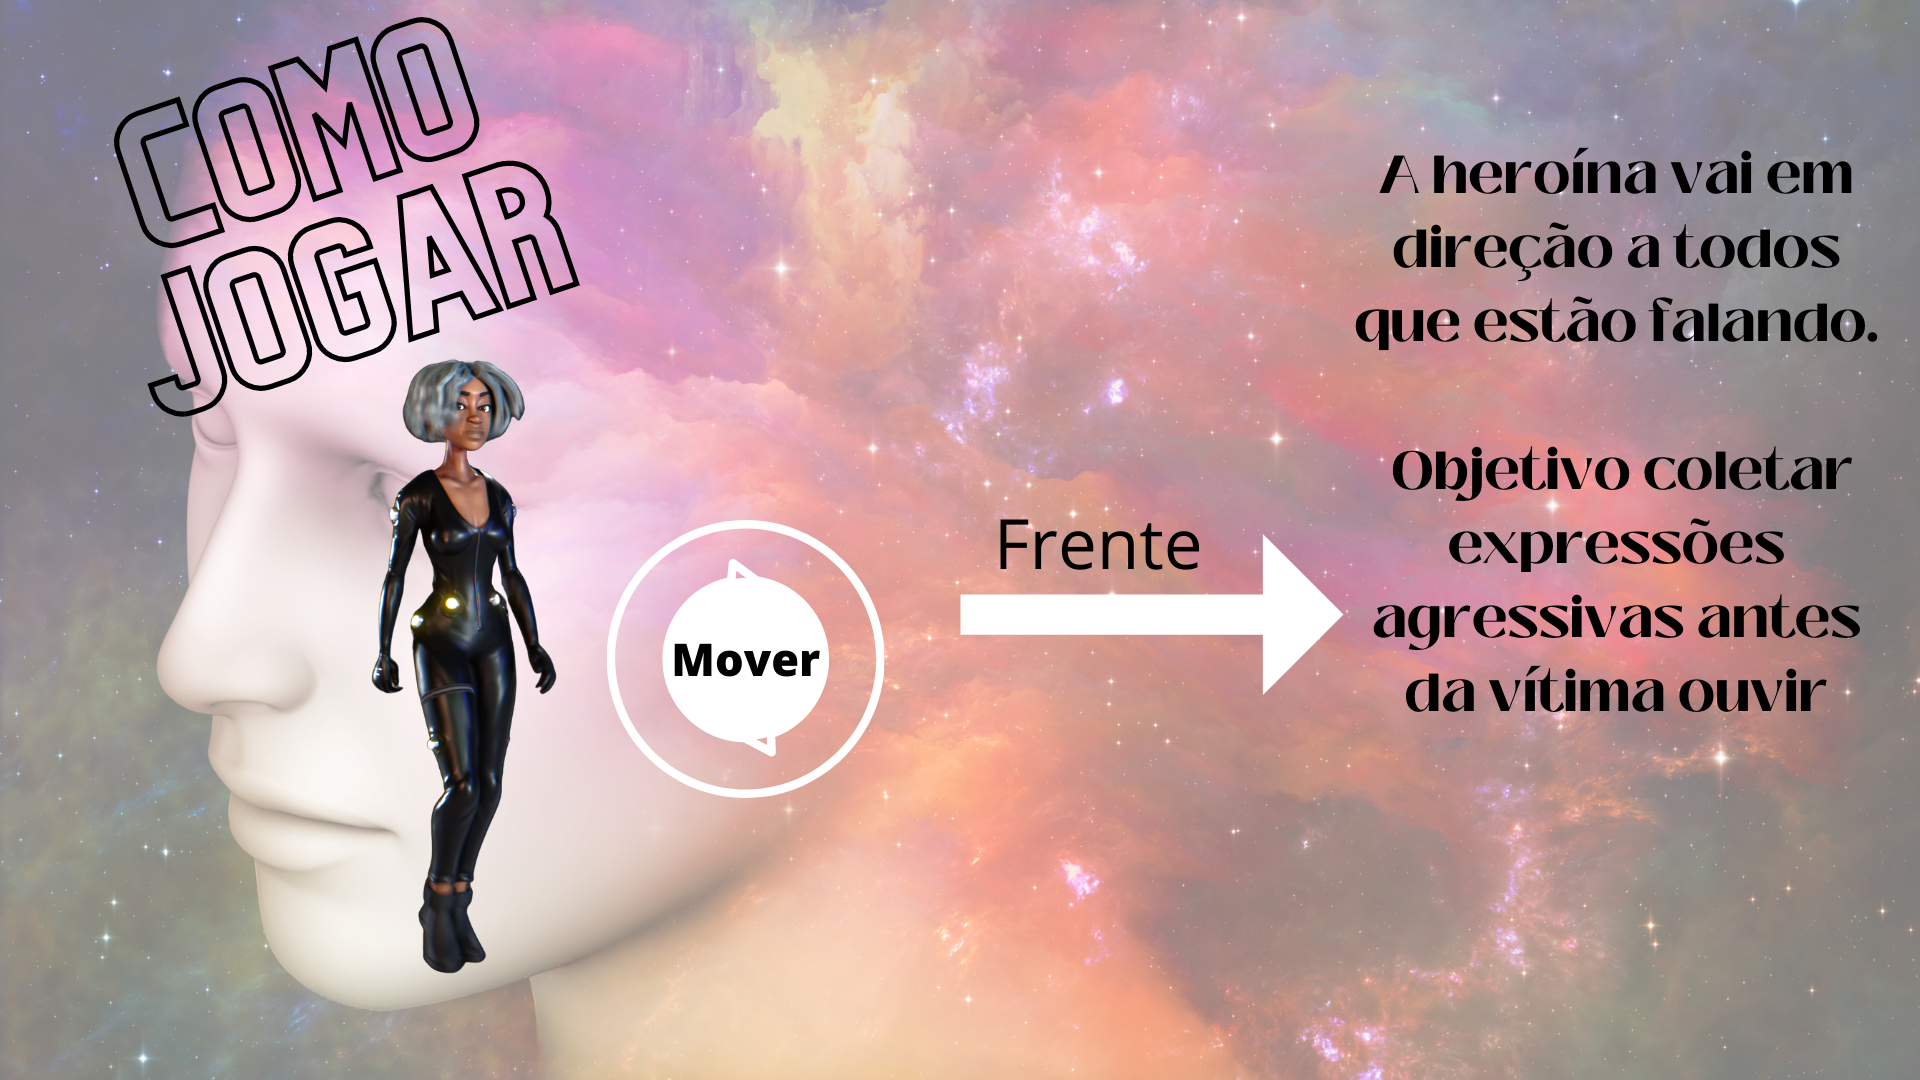 COMO
JOGAR
A heroína vai em
direção a todos
que estão falando.
Objetivo coletar
expressões
agressivas antes
da vítima ouvir
Frente
Mover